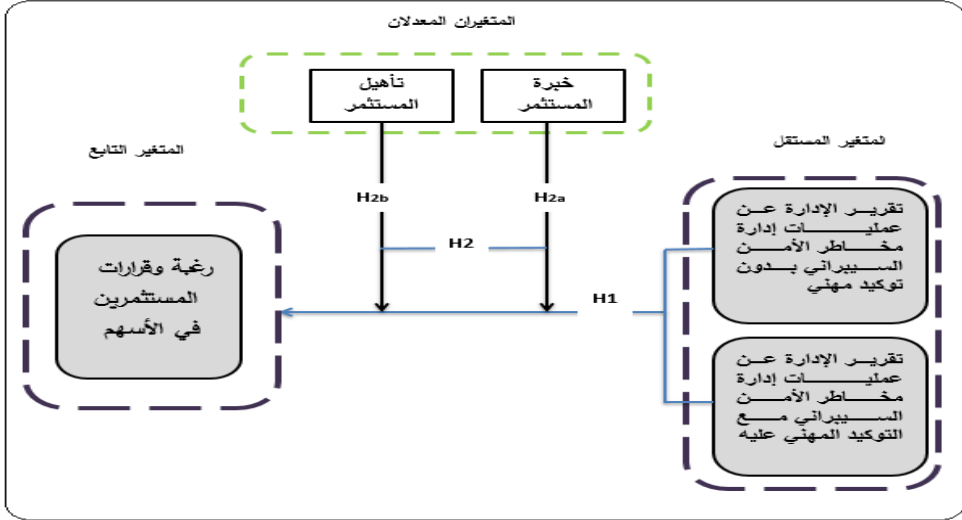 المتغيران المعدلان
خبرة
المستثمر
تأهيل
المستثمر
لمتغير المستقل
المتغير التابع
H2b
H2a
H2
H1
تقرير الإدارة عن
عمليات إدارة
مخاطر الأمن
السيبراني بدون
توكيد مهني
رغبة وقرارات
المستثمرين
في الأسهم
تقرير الإدارة عن
عمليات إدارة
مخاطر الأمن
السيبراني مع
التوكيد المهني عليه